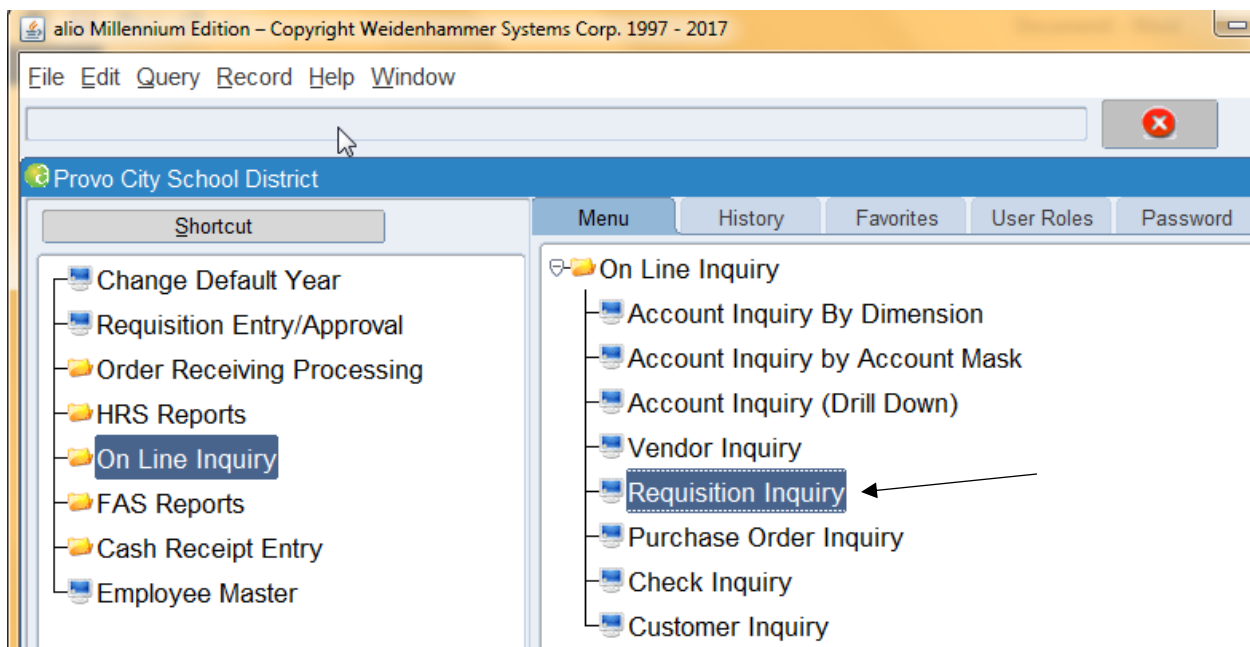 alio Millennium Edition – Copyright Weidenhammer Systems Corp. 1997 - 2017
File Edit Query Record Help Window
Provo City School District
Shortcut
Menu History Favorites User Roles Password
Change Default Year
Requisition Entry/Approval
Order Receiving Processing
HRS Reports
On Line Inquiry
FAS Reports
Cash Receipt Entry
Employee Master
On Line Inquiry
Account Inquiry By Dimension
Account Inquiry by Account Mask
Account Inquiry (Drill Down)
Vendor Inquiry
Requisition Inquiry
Purchase Order Inquiry
Check Inquiry
Customer Inquiry